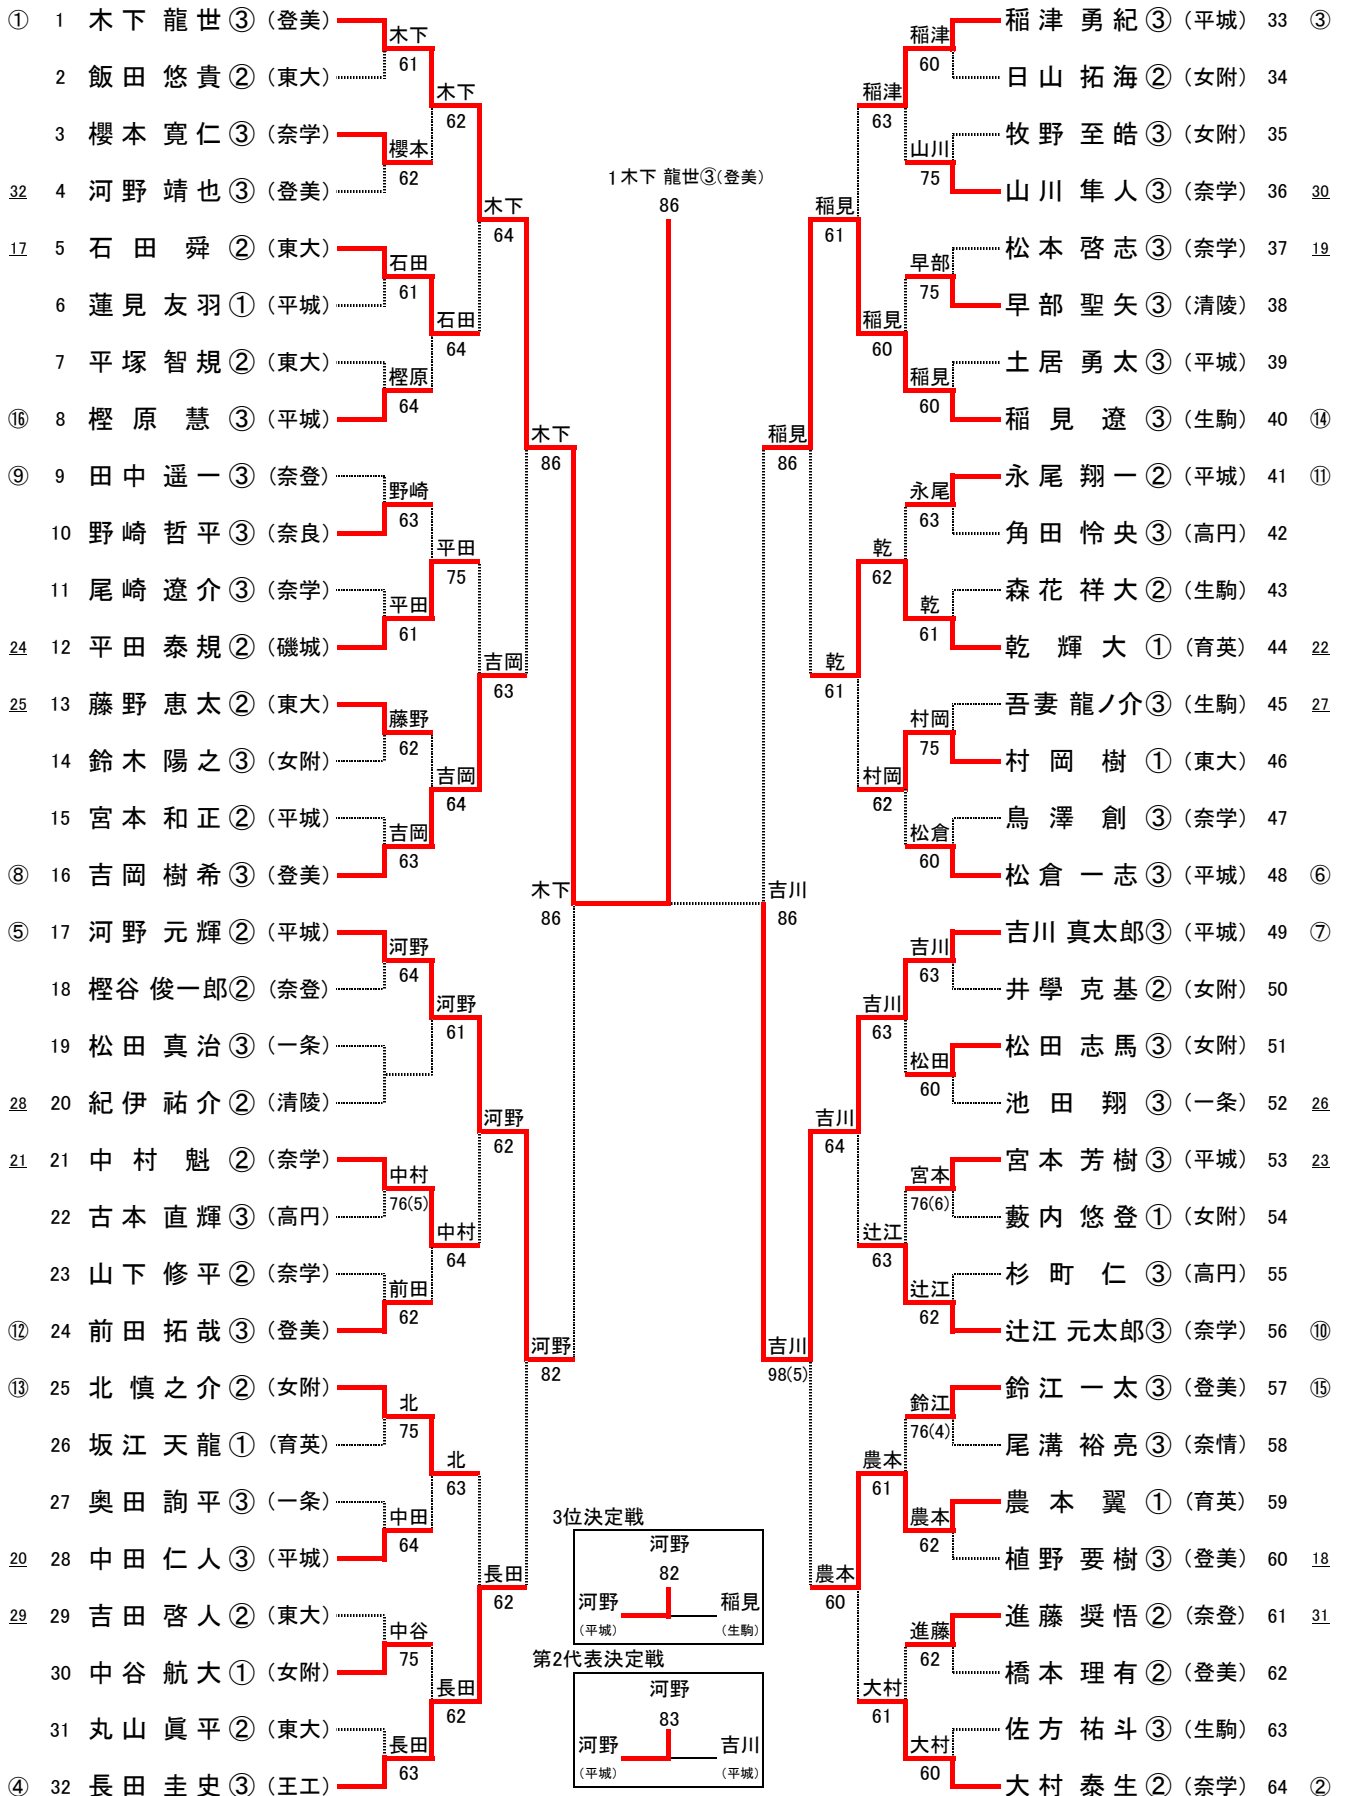 ① 1 木下 龍世③(登美)
木下
61
2 飯田 悠貴②(東大)
木下
62
3 櫻本 寛仁③(奈学)
櫻本
62
32 4 河野 靖也③(登美)
木下
64
17 5 石田 舜②(東大)
石田
61
6 蓮見 友羽①(平城)
石田
64
7 平塚 智規②(東大)
樫原
64
⑯ 8 樫原 慧③(平城)
木下
86
⑨ 9 田中 遥一③(奈登)
野崎
63
10 野崎 哲平③(奈良)
平田
75
11 尾崎 遼介③(奈学)
平田
61
24 12 平田 泰規②(磯城)
吉岡
63
25 13 藤野 恵太②(東大)
藤野
62
14 鈴木 陽之③(女附)
吉岡
64
15 宮本 和正②(平城)
吉岡
63
⑧ 16 吉岡 樹希③(登美)
木下
86
⑤ 17 河野 元輝②(平城)
河野
64
18 樫谷 俊一郎②(奈登)
河野
61
19 松田 真治③(一条)
28 20 紀伊 祐介②(清陵)
河野
62
21 21 中村 魁②(奈学)
中村
76(5)
22 古本 直輝③(高円)
中村
64
23 山下 修平②(奈学)
前田
62
⑫ 24 前田 拓哉③(登美)
河野
82
⑬ 25 北 慎之介②(女附)
北
75
26 坂江 天龍①(育英)
北
63
27 奥田 詢平③(一条)
中田
64
20 28 中田 仁人③(平城)
長田
62
29 29 吉田 啓人②(東大)
中谷
75
30 中谷 航大①(女附)
長田
62
31 丸山 眞平②(東大)
長田
63
④ 32 長田 圭史③(王工)
1木下 龍世③(登美)
86
稲津 勇紀③(平城) 33 ③
稲津
60
日山 拓海②(女附) 34
稲津
63
牧野 至皓③(女附) 35
山川
75
山川 隼人③(奈学) 36 30
稲見
61
松本 啓志③(奈学) 37 19
早部
75
早部 聖矢③(清陵) 38
稲見
60
土居 勇太③(平城) 39
稲見
60
稲見 遼③(生駒) 40 ⑭
稲見
86
永尾 翔一②(平城) 41 ⑪
永尾
63
角田 怜央③(高円) 42
乾
62
森花 祥大②(生駒) 43
乾
61
乾 輝大①(育英) 44 22
乾
61
吾妻 龍ノ介③(生駒) 45 27
村岡
75
村岡 樹①(東大) 46
村岡
62
鳥澤 創③(奈学) 47
松倉
60
松倉 一志③(平城) 48 ⑥
吉川
86
吉川 真太郎③(平城) 49 ⑦
吉川
63
井學 克基②(女附) 50
吉川
63
松田 志馬③(女附) 51
松田
60
池田 翔③(一条) 52 26
吉川
64
宮本 芳樹③(平城) 53 23
宮本
76(6)
藪内 悠登①(女附) 54
辻江
63
杉町 仁③(高円) 55
辻江
62
辻江 元太郎③(奈学) 56 ⑩
吉川
98(5)
鈴江 一太③(登美) 57 ⑮
鈴江
76(4)
尾溝 裕亮③(奈情) 58
農本
61
農本 翼①(育英) 59
農本
62
植野 要樹③(登美) 60 18
農本
60
進藤 奨悟②(奈登) 61 31
進藤
62
橋本 理有②(登美) 62
大村
61
佐方 祐斗③(生駒) 63
大村
60
大村 泰生②(奈学) 64 ②
3位決定戦
河野
82
河野 稲見
(平城) (生駒)
第2代表決定戦
河野
83
河野 吉川
(平城) (平城)